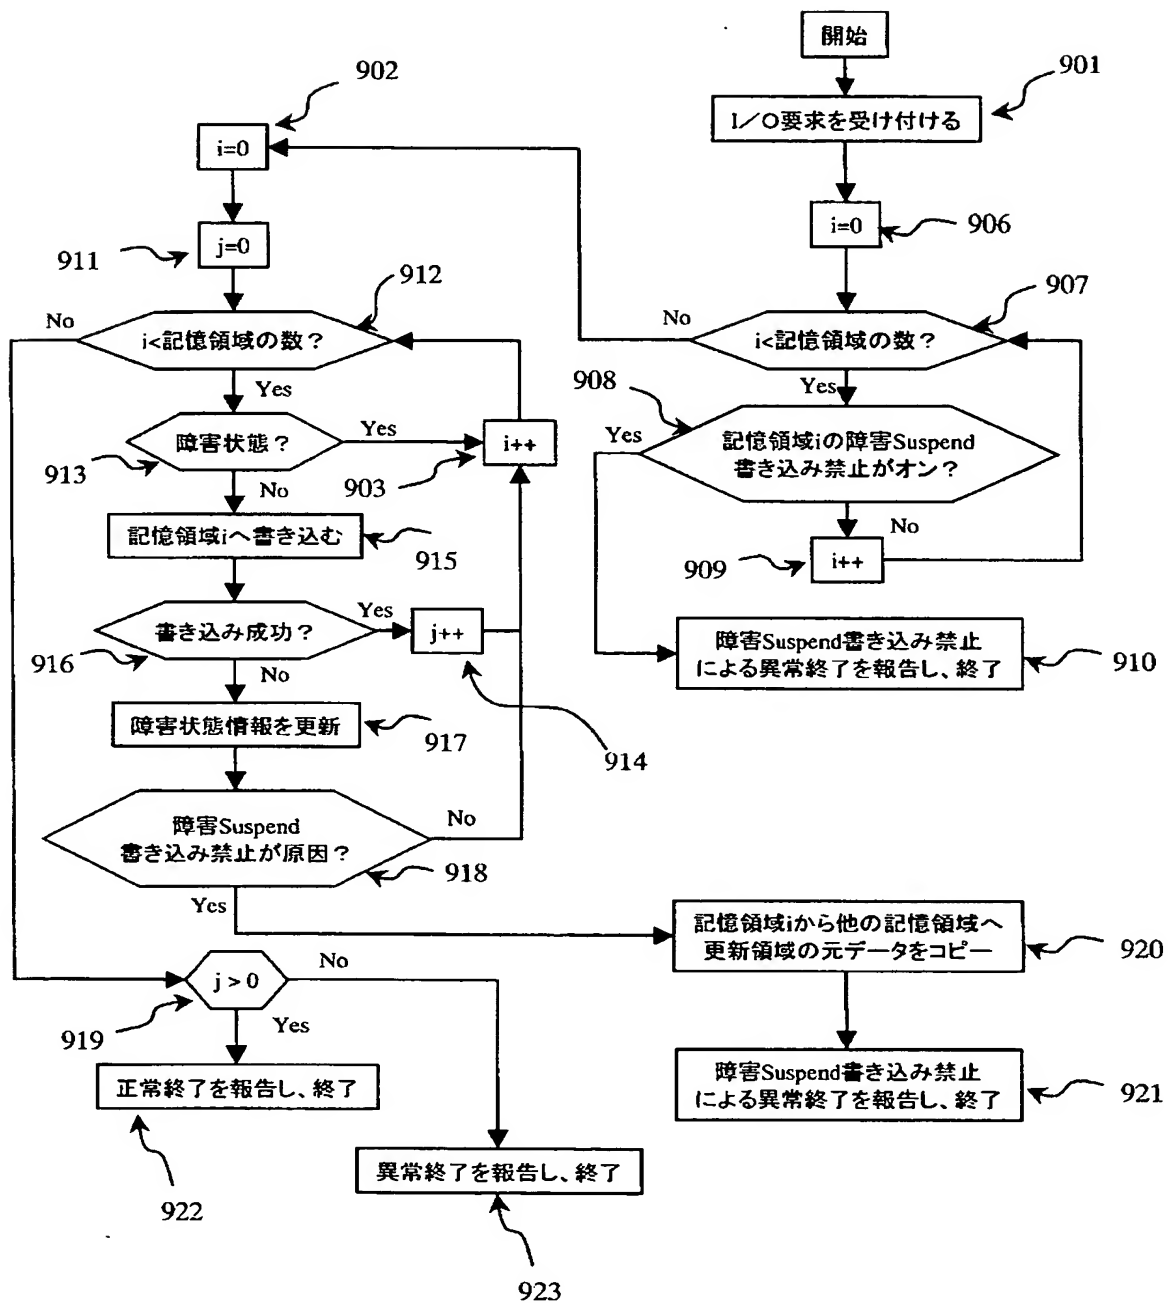 開始
901
I／O要求を受け付ける
902
i=0
i=0
906
j=0
911
912
907
No
i<記憶領域の数？
No
i<記憶領域の数？
Yes
Yes
908
障害状態？
Yes
913
i++
903
Yes
記憶領域iの障害Suspend
書き込み禁止がオン？
No
No
記憶領域iへ書き込む
915
909
i++
書き込み成功？
Yes
j++
916
No
914
障害Suspend書き込み禁止
による異常終了を報告し、終了
910
障害状態情報を更新
917
障害Suspend
書き込み禁止が原因？
No
918
Yes
記憶領域iから他の記憶領域へ
更新領域の元データをコピー
920
j > 0
No
919
Yes
正常終了を報告し、終了
922
障害Suspend書き込み禁止
による異常終了を報告し、終了
921
異常終了を報告し、終了
923